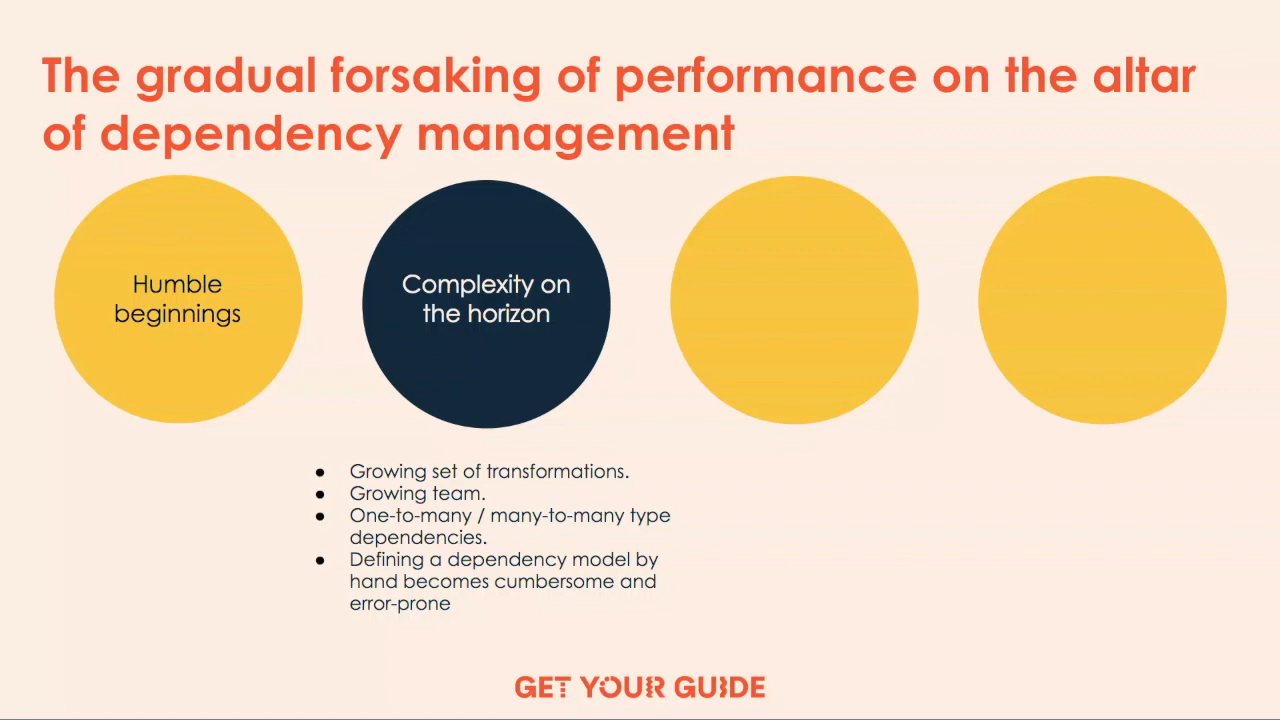 The gradual forsaking of performance on the altar
of dependency management
Humble
beginnings
Complexity on
the horizon
● Growing set of transformations.
● Growing team.
● One-to-many / many-to-many type
dependencies.
● Defining a dependency model by
hand becomes cumbersome and
error-prone
GET YOUR GUIDE